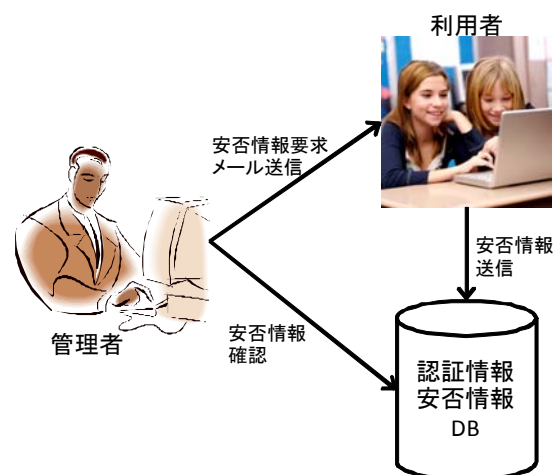 利用者
安否情報要求
メール送信
安否情報
送信
管理者
安否情報
確認
認証情報
安否情報
DB